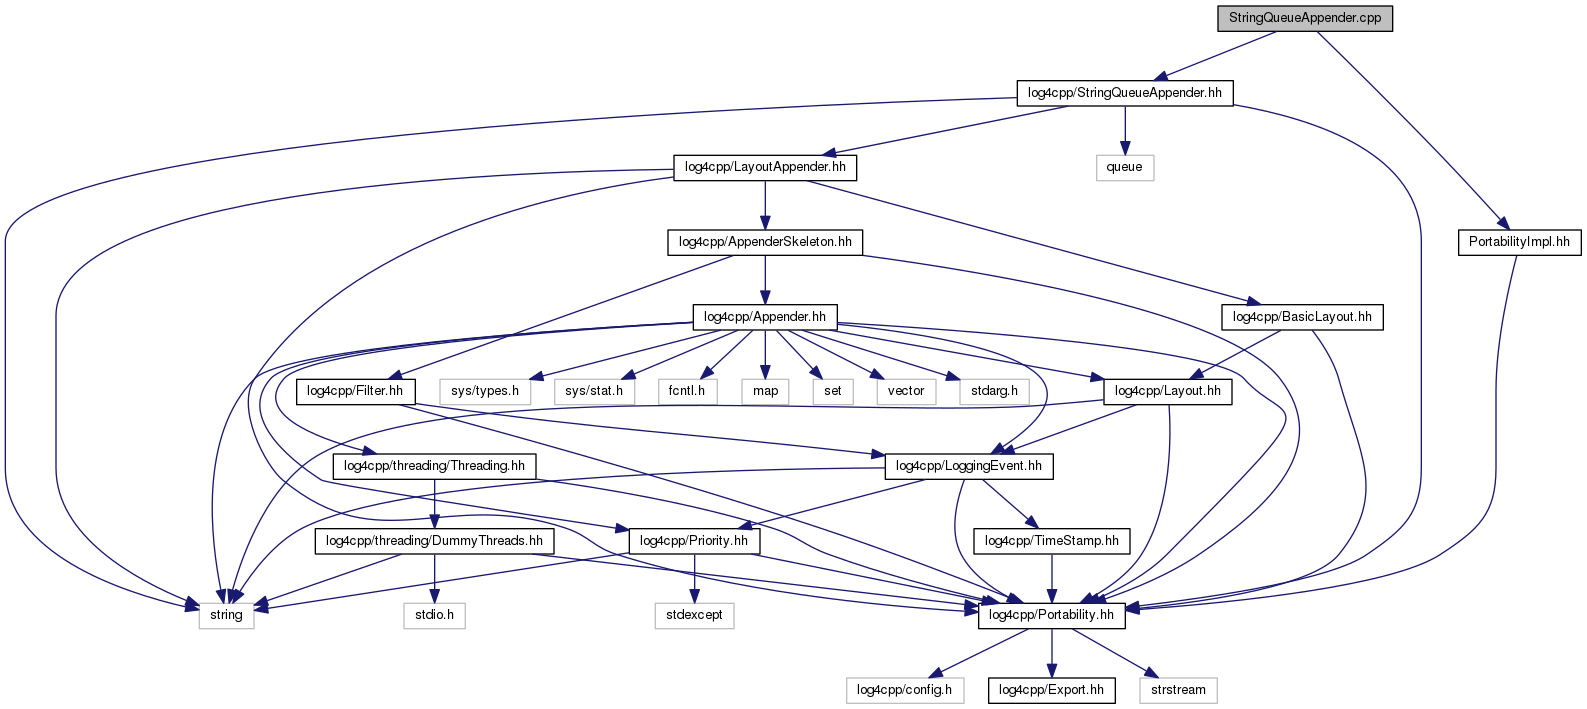 StringQueueAppender.cpp
log4cpp/StringQueueAppender.hh
log4cpp/LayoutAppender.hh
queue
log4cpp/AppenderSkeleton.hh
PortabilityImpl.hh
log4cpp/Appender.hh
log4cpp/BasicLayout.hh
log4cpp/Filter.hh
sys/types.h
sys/stat.h
fcntl.h
map
set
vector
stdarg.h
log4cpp/Layout.hh
log4cpp/threading/Threading.hh
log4cpp/LoggingEvent.hh
log4cpp/threading/DummyThreads.hh
log4cpp/Priority.hh
log4cpp/TimeStamp.hh
string
stdio.h
stdexcept
log4cpp/Portability.hh
log4cpp/config.h
log4cpp/Export.hh
strstream